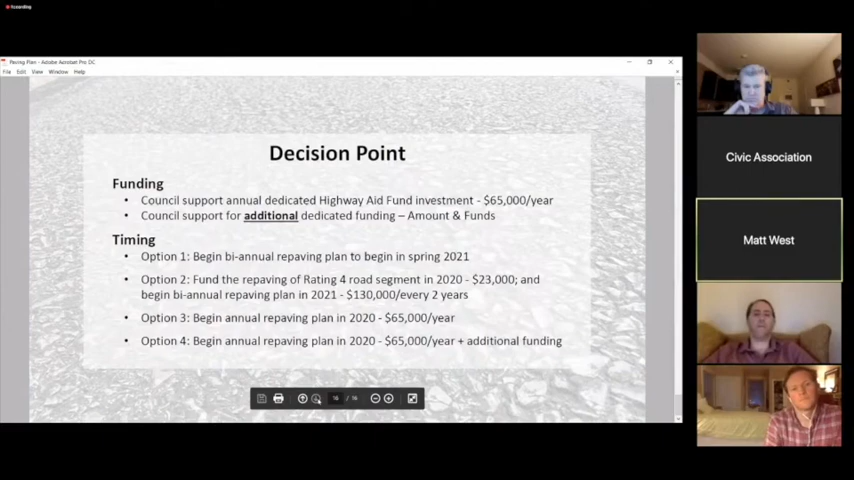 Recording
Paving Plan - Adobe Acrobat Pro DC
File Edit View Window Help
Decision Point
Funding
• Council support annual dedicated Highway Aid Fund investment - $65,000/year
• Council support for additional dedicated funding – Amount & Funds
Timing
• Option 1: Begin bi-annual repaving plan to begin in spring 2021
• Option 2: Fund the repaving of Rating 4 road segment in 2020 - $23,000; and
begin bi-annual repaving plan in 2021 - $130,000/every 2 years
• Option 3: Begin annual repaving plan in 2020 - $65,000/year
• Option 4: Begin annual repaving plan in 2020 - $65,000/year + additional funding
16 / 16
Civic Association
Matt West